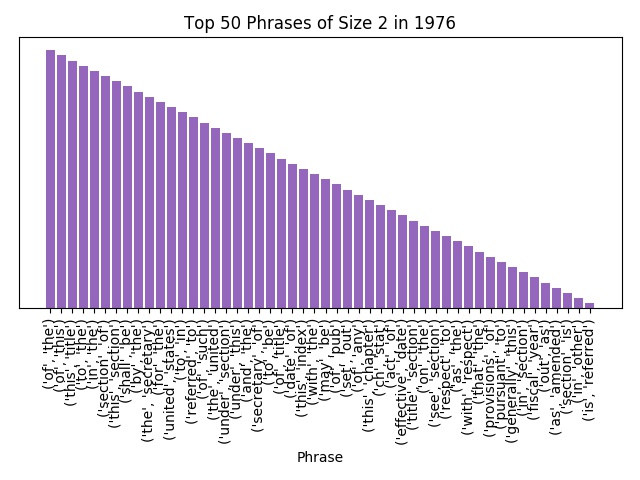 Top 50 Phrases of Size 2 in 1976
('of', 'the')
('of', 'this')
('this', 'title')
('to', 'the')
('in', 'the')
('section', 'of')
('this', 'section')
('shall', 'be')
('by', 'the')
('the', 'secretary')
('for', 'the')
('united', 'states')
('to', 'in')
('referred', 'to')
('of', 'such')
('the', 'united')
('under', 'section')
('under', 'this')
('and', 'the')
('secretary', 'of')
('to', 'be')
('of', 'title')
('date', 'of')
('this', 'index')
('with', 'the')
('may', 'be')
('of', 'pub')
('set', 'out')
('of', 'any')
('this', 'chapter')
('ch', 'stat')
('act', 'of')
('effective', 'date')
('title', 'section')
('on', 'the')
('see', 'section')
('respect', 'to')
('as', 'the')
('with', 'respect')
('that', 'the')
('provisions', 'of')
('pursuant', 'to')
('generally', 'this')
('in', 'section')
('fiscal', 'year')
('out', 'as')
('as', 'amended')
('section', 'is')
('in', 'other')
('is', 'referred')
Phrase